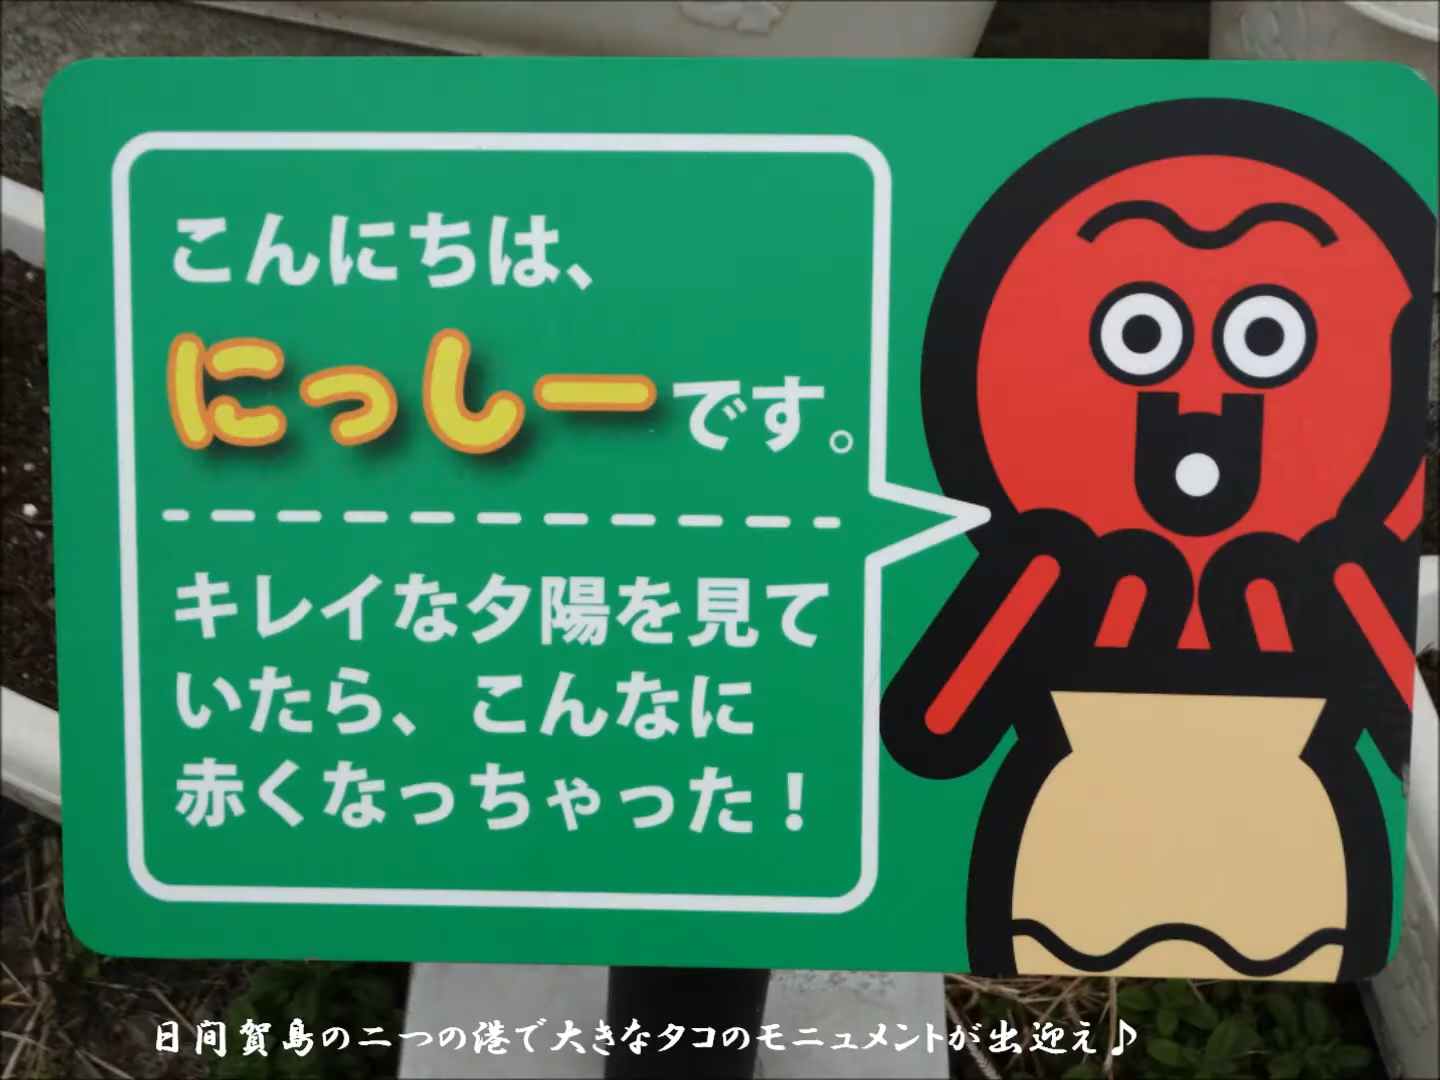 こんにちは、
にっしーです。
キレイな夕陽を見て
いたら、こんなに
赤くなっちゃった！
日間賀島の二つの港で大きなタコのモニュメントが出迎え♪